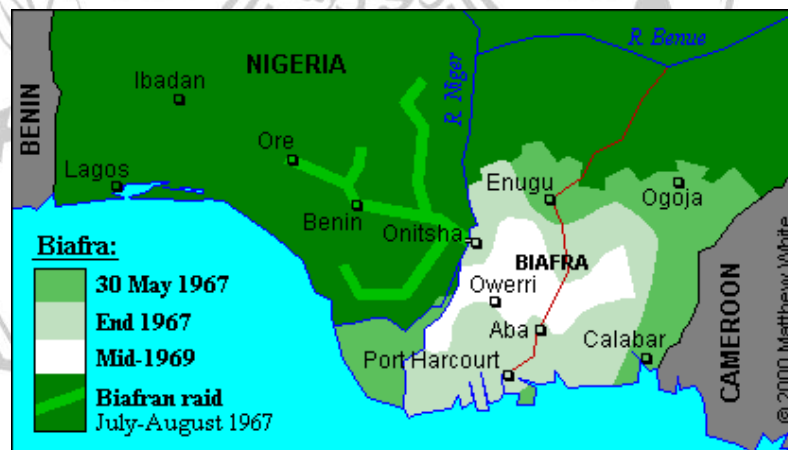 R. Benue
NIGERIA
Ibadan
R. Niger
BENIN
Ore
Lagos
Enugu
Ogoja
Benin
Onitsha
Biafra:
BIAFRA
30 May 1967
Owerri
End 1967
Aba
Calabar
Mid-1969
Port Harcourt
CAMEROON
Biafran raid
July-August 1967
© 2000 Matthew White